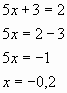 5x + 3 = 2
5x = 2 − 3
5x = −1
x = −0,2